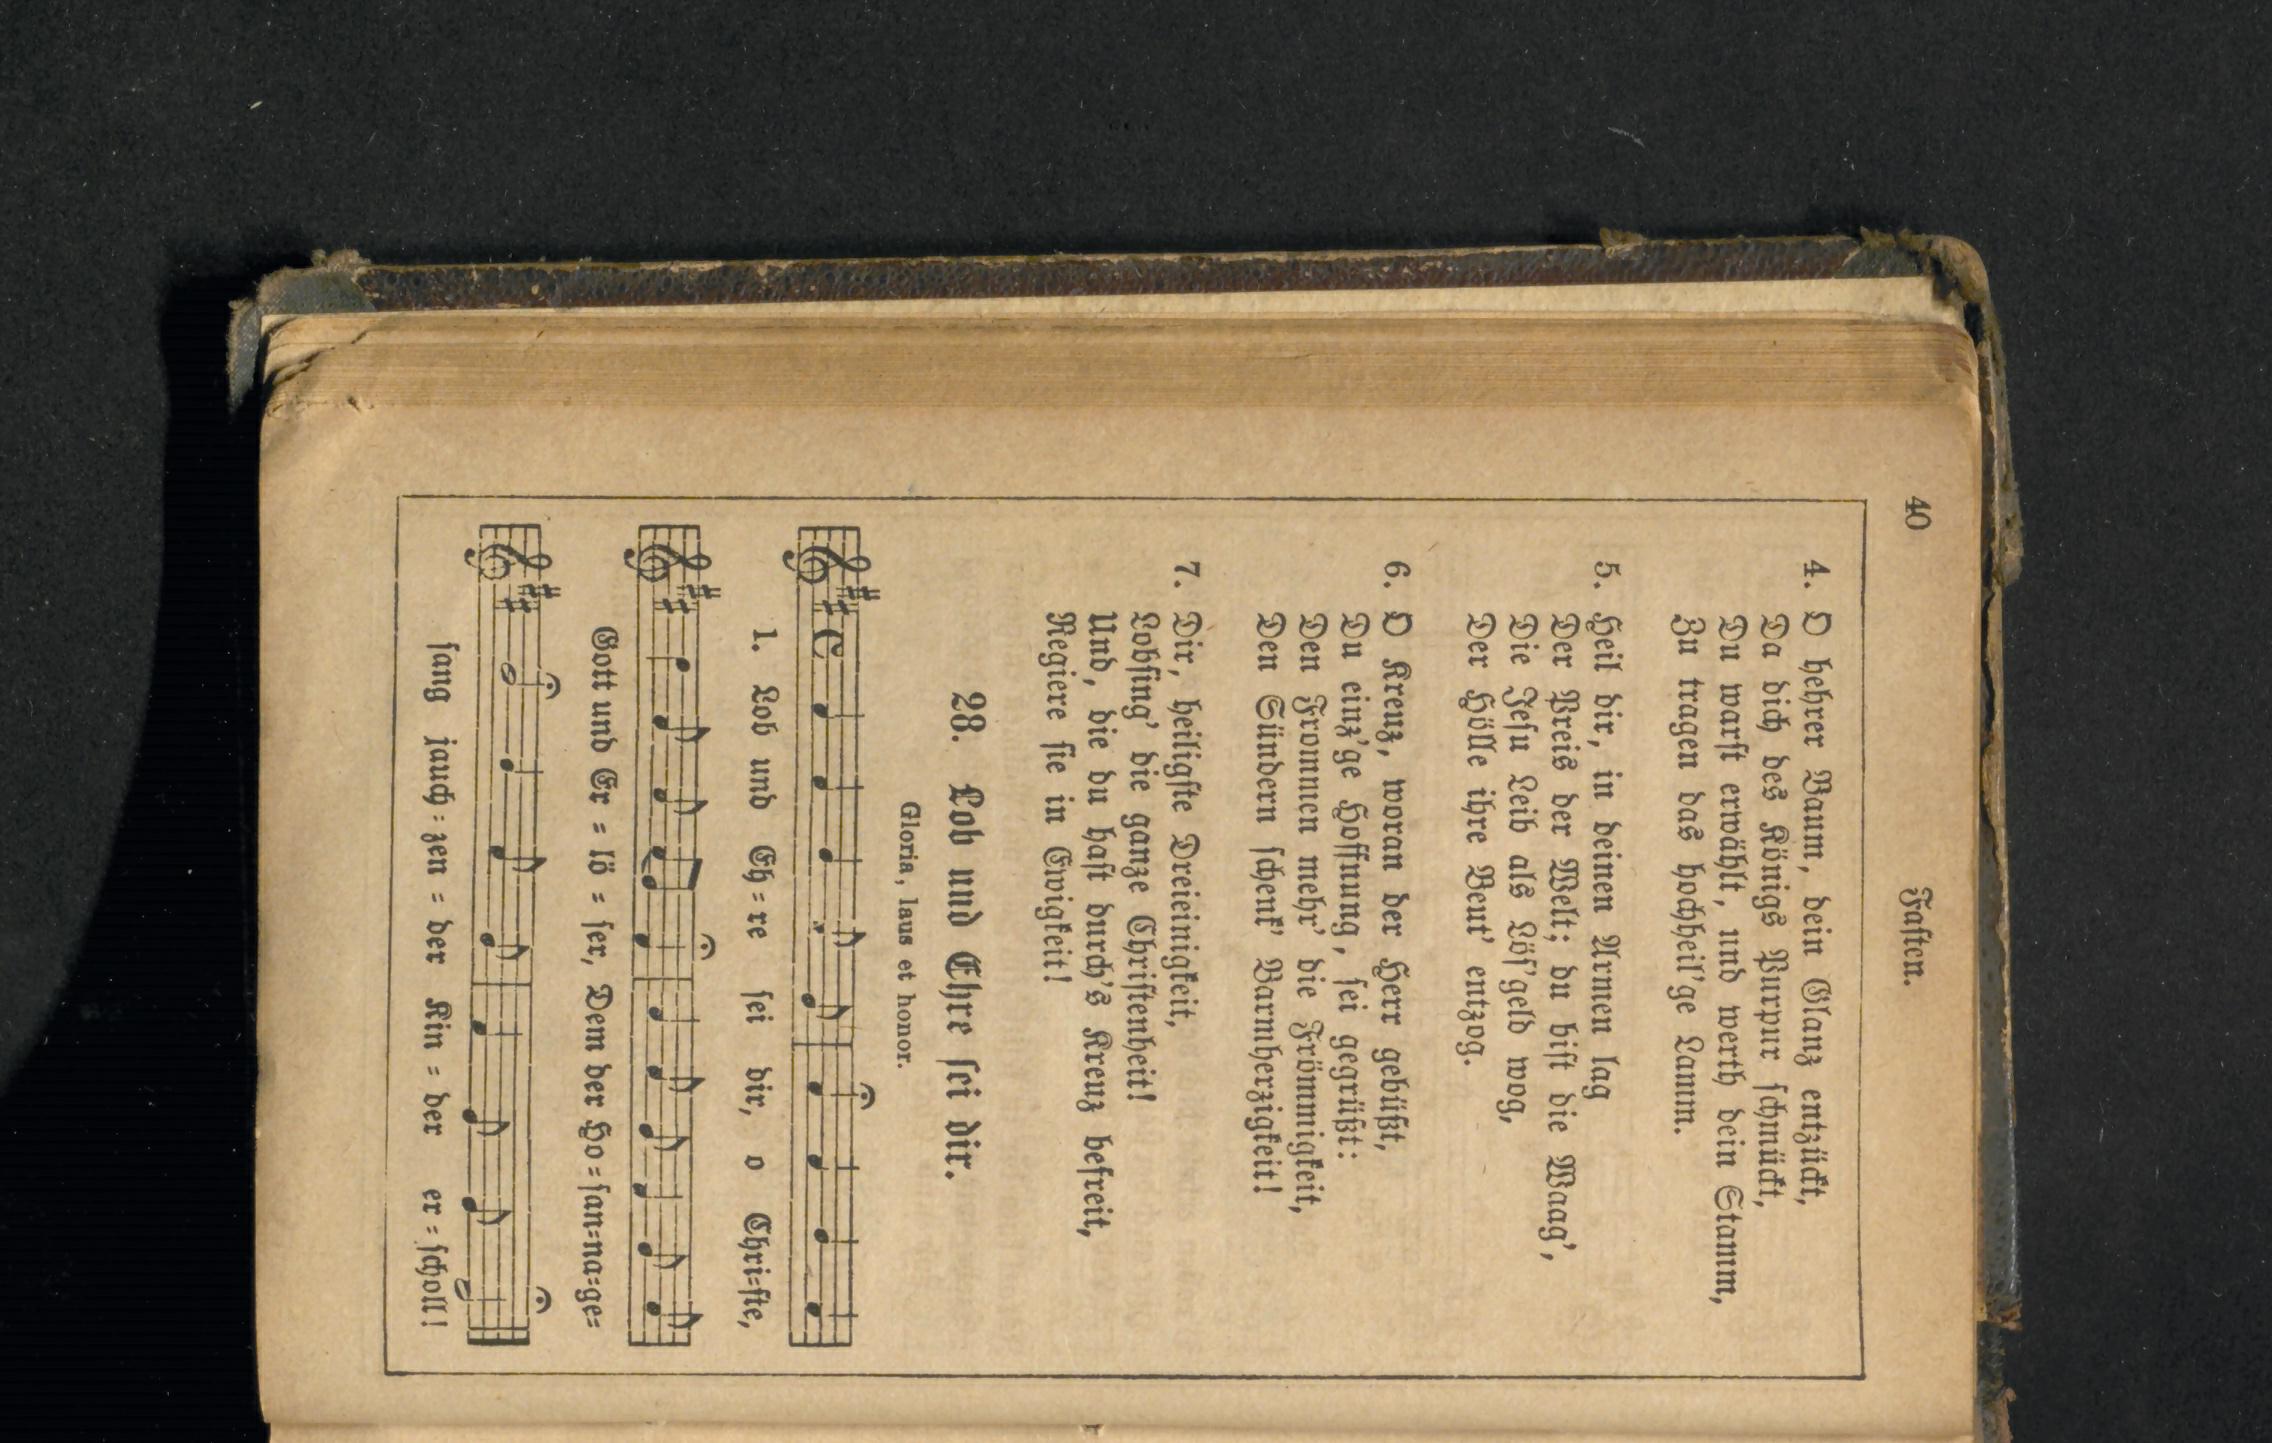 40
Fasten.
4. O hehrer Baum, dein Glanz entzückt,
Da dich des Königs Purpur schmückt,
Du warst erwählt, und werth dein Stamm,
Zu tragen das hochheil'ge Lamm.
5. Heil dir, in deinen Armen lag
Der Preis der Welt; du bist die Waag',
Die Jesu Leib als Lös'geld wog,
Der Hölle ihre Beut' entzog.
6. O Kreuz, woran der Herr gebüßt,
Du einz'ge Hoffnung, sei gegrüßt:
Den Frommen mehr' die Frömmigkeit,
Den Sündern schenk' Barmherzigkeit!
7. Dir, heiligste Dreieinigkeit,
Lobsing' die ganze Christenheit!
Und, die du hast durch's Kreuz befreit,
Regiere sie in Ewigkeit!
28. Lob und Ehre sei dir.
Gloria, laus et honor.
1. Lob und Eh=re sei dir, o Chri=ste,
Gott und Er = lö = ser, Dem der Ho=san=na=ge=
sang jauch=zen = der Kin = der er=scholl!